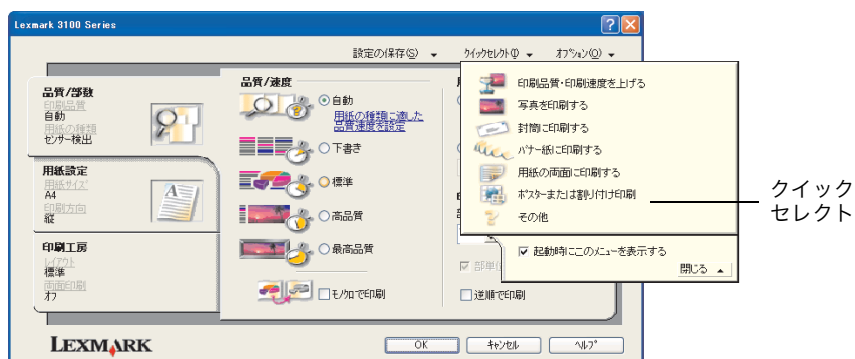 Lexmark 3100 Series
設定の保存(S)
クイックセレクト(I)
オプション(O)
品質/部数
印刷品質
自動
用紙の種類
センサー検出
用紙設定
用紙サイズ
A4
印刷方向
縦
印刷工房
レイアウト
標準
両面印刷
オフ
品質/速度
自動
用紙の種類に適した
品質速度を設定
下書き
標準
高品質
最高品質
モノクロで印刷
印刷品質・印刷速度を上げる
写真を印刷する
封筒に印刷する
バナー紙に印刷する
用紙の両面に印刷する
ポスターまたは割り付け印刷
その他
起動時にこのメニューを表示する
閉じる
部単
逆順で印刷
クイック
セレクト
LEXMARK
OK
キャンセル
ヘルプ